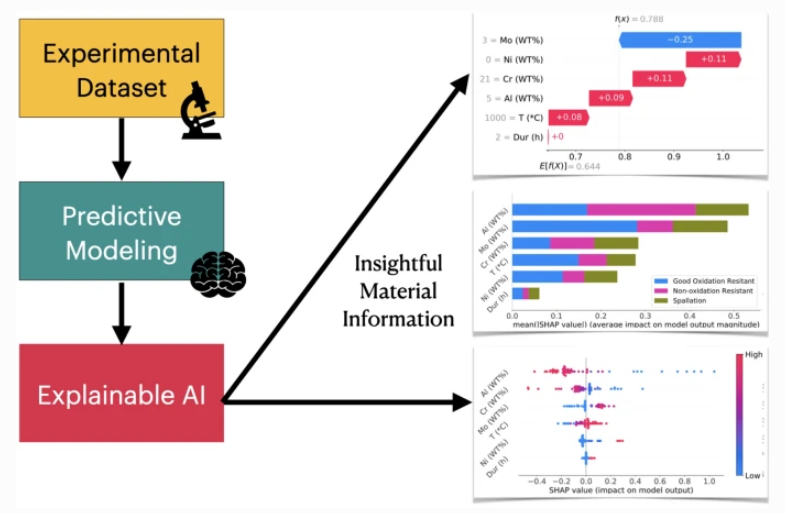 Experimental
Dataset
Predictive
Modeling
Explainable AI
Insightful
Material
Information
f(x) = 0.788
3 = Mo (WT%)
−0.25
0 = Ni (WT%)
+0.11
21 = Cr (WT%)
+0.11
5 = Al (WT%)
+0.09
1000 = T (°C)
+0.08
2 = Dur (h)
+0
0.7 0.8 0.9 1.0
E[f(X)] = 0.644
Al (WT%)
Mo (WT%)
Cr (WT%)
T (°C)
Ni (WT%)
Dur (h)
Good Oxidation Resitant
Non-oxidation Resistant
Spallation
0.0 0.1 0.2 0.3 0.4 0.5
mean(|SHAP value|) (average impact on model output magnitude)
High
Al (WT%)
Cr (WT%)
Mo (WT%)
T (°C)
Ni (WT%)
Dur (h)
Low
−0.4 −0.2 0.0 0.2 0.4 0.6 0.8 1.0
SHAP value (impact on model output)